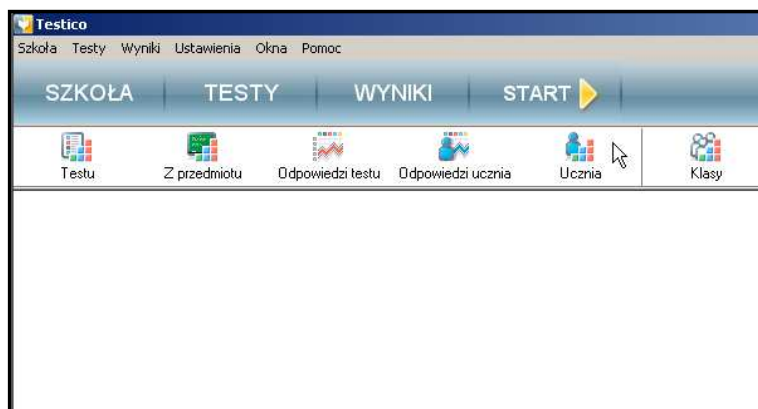 Testico
Szkoła Testy Wyniki Ustawienia Okna Pomoc
SZKOŁA TESTY WYNIKI START
Testu Z przedmiotu Odpowiedzi testu Odpowiedzi ucznia Ucznia Klasy